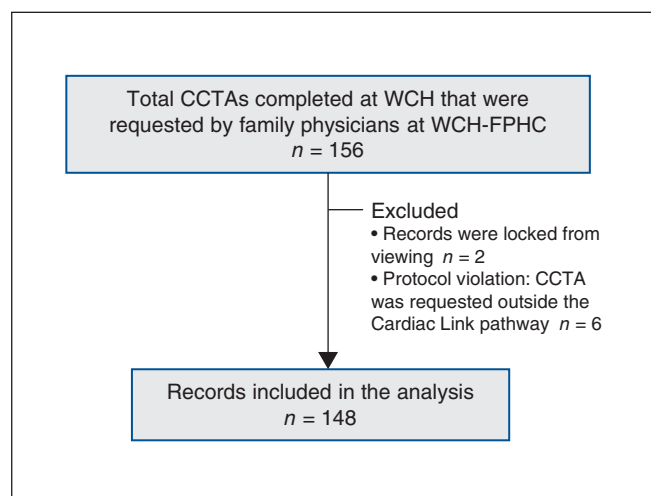 Total CCTAs completed at WCH that were
requested by family physicians at WCH-FPHC
n = 156
Excluded
• Records were locked from
viewing n = 2
• Protocol violation: CCTA
was requested outside the
Cardiac Link pathway n = 6
Records included in the analysis
n = 148